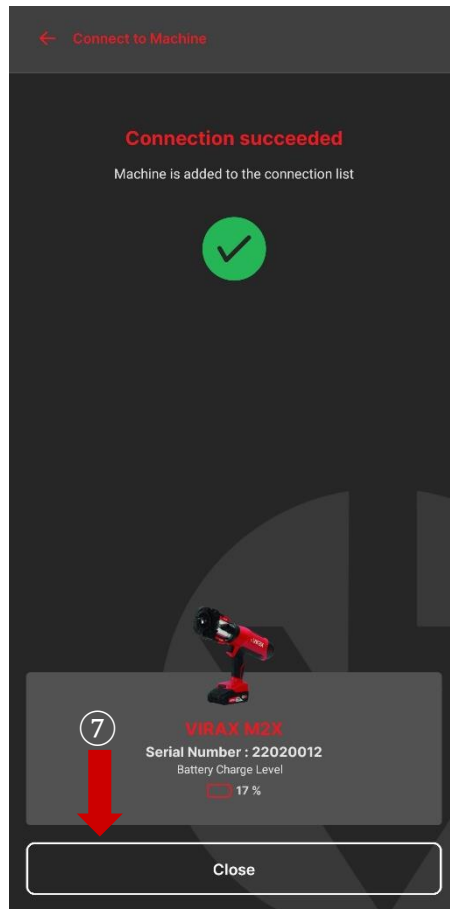 ← Connect to Machine
Connection succeeded
Machine is added to the connection list
VIRAX
⑦
VIRAX M2X
Serial Number : 22020012
Battery Charge Level
17 %
Close